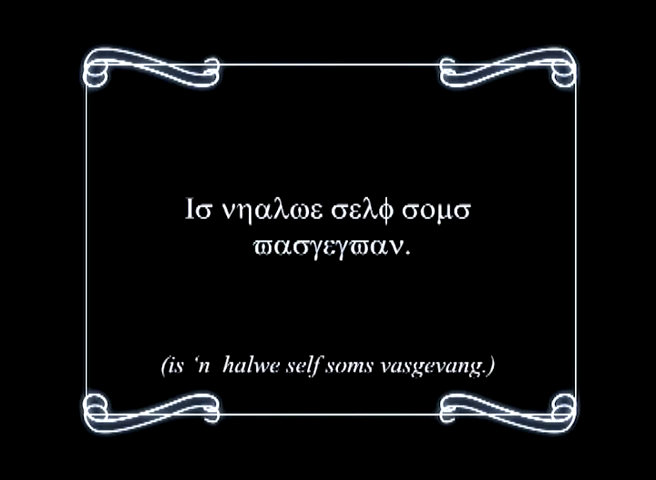 Ισ νηαλωε σελϕ σομσ
ϖασγεγϖαν.
(is ‘n halwe self soms vasgevang.)